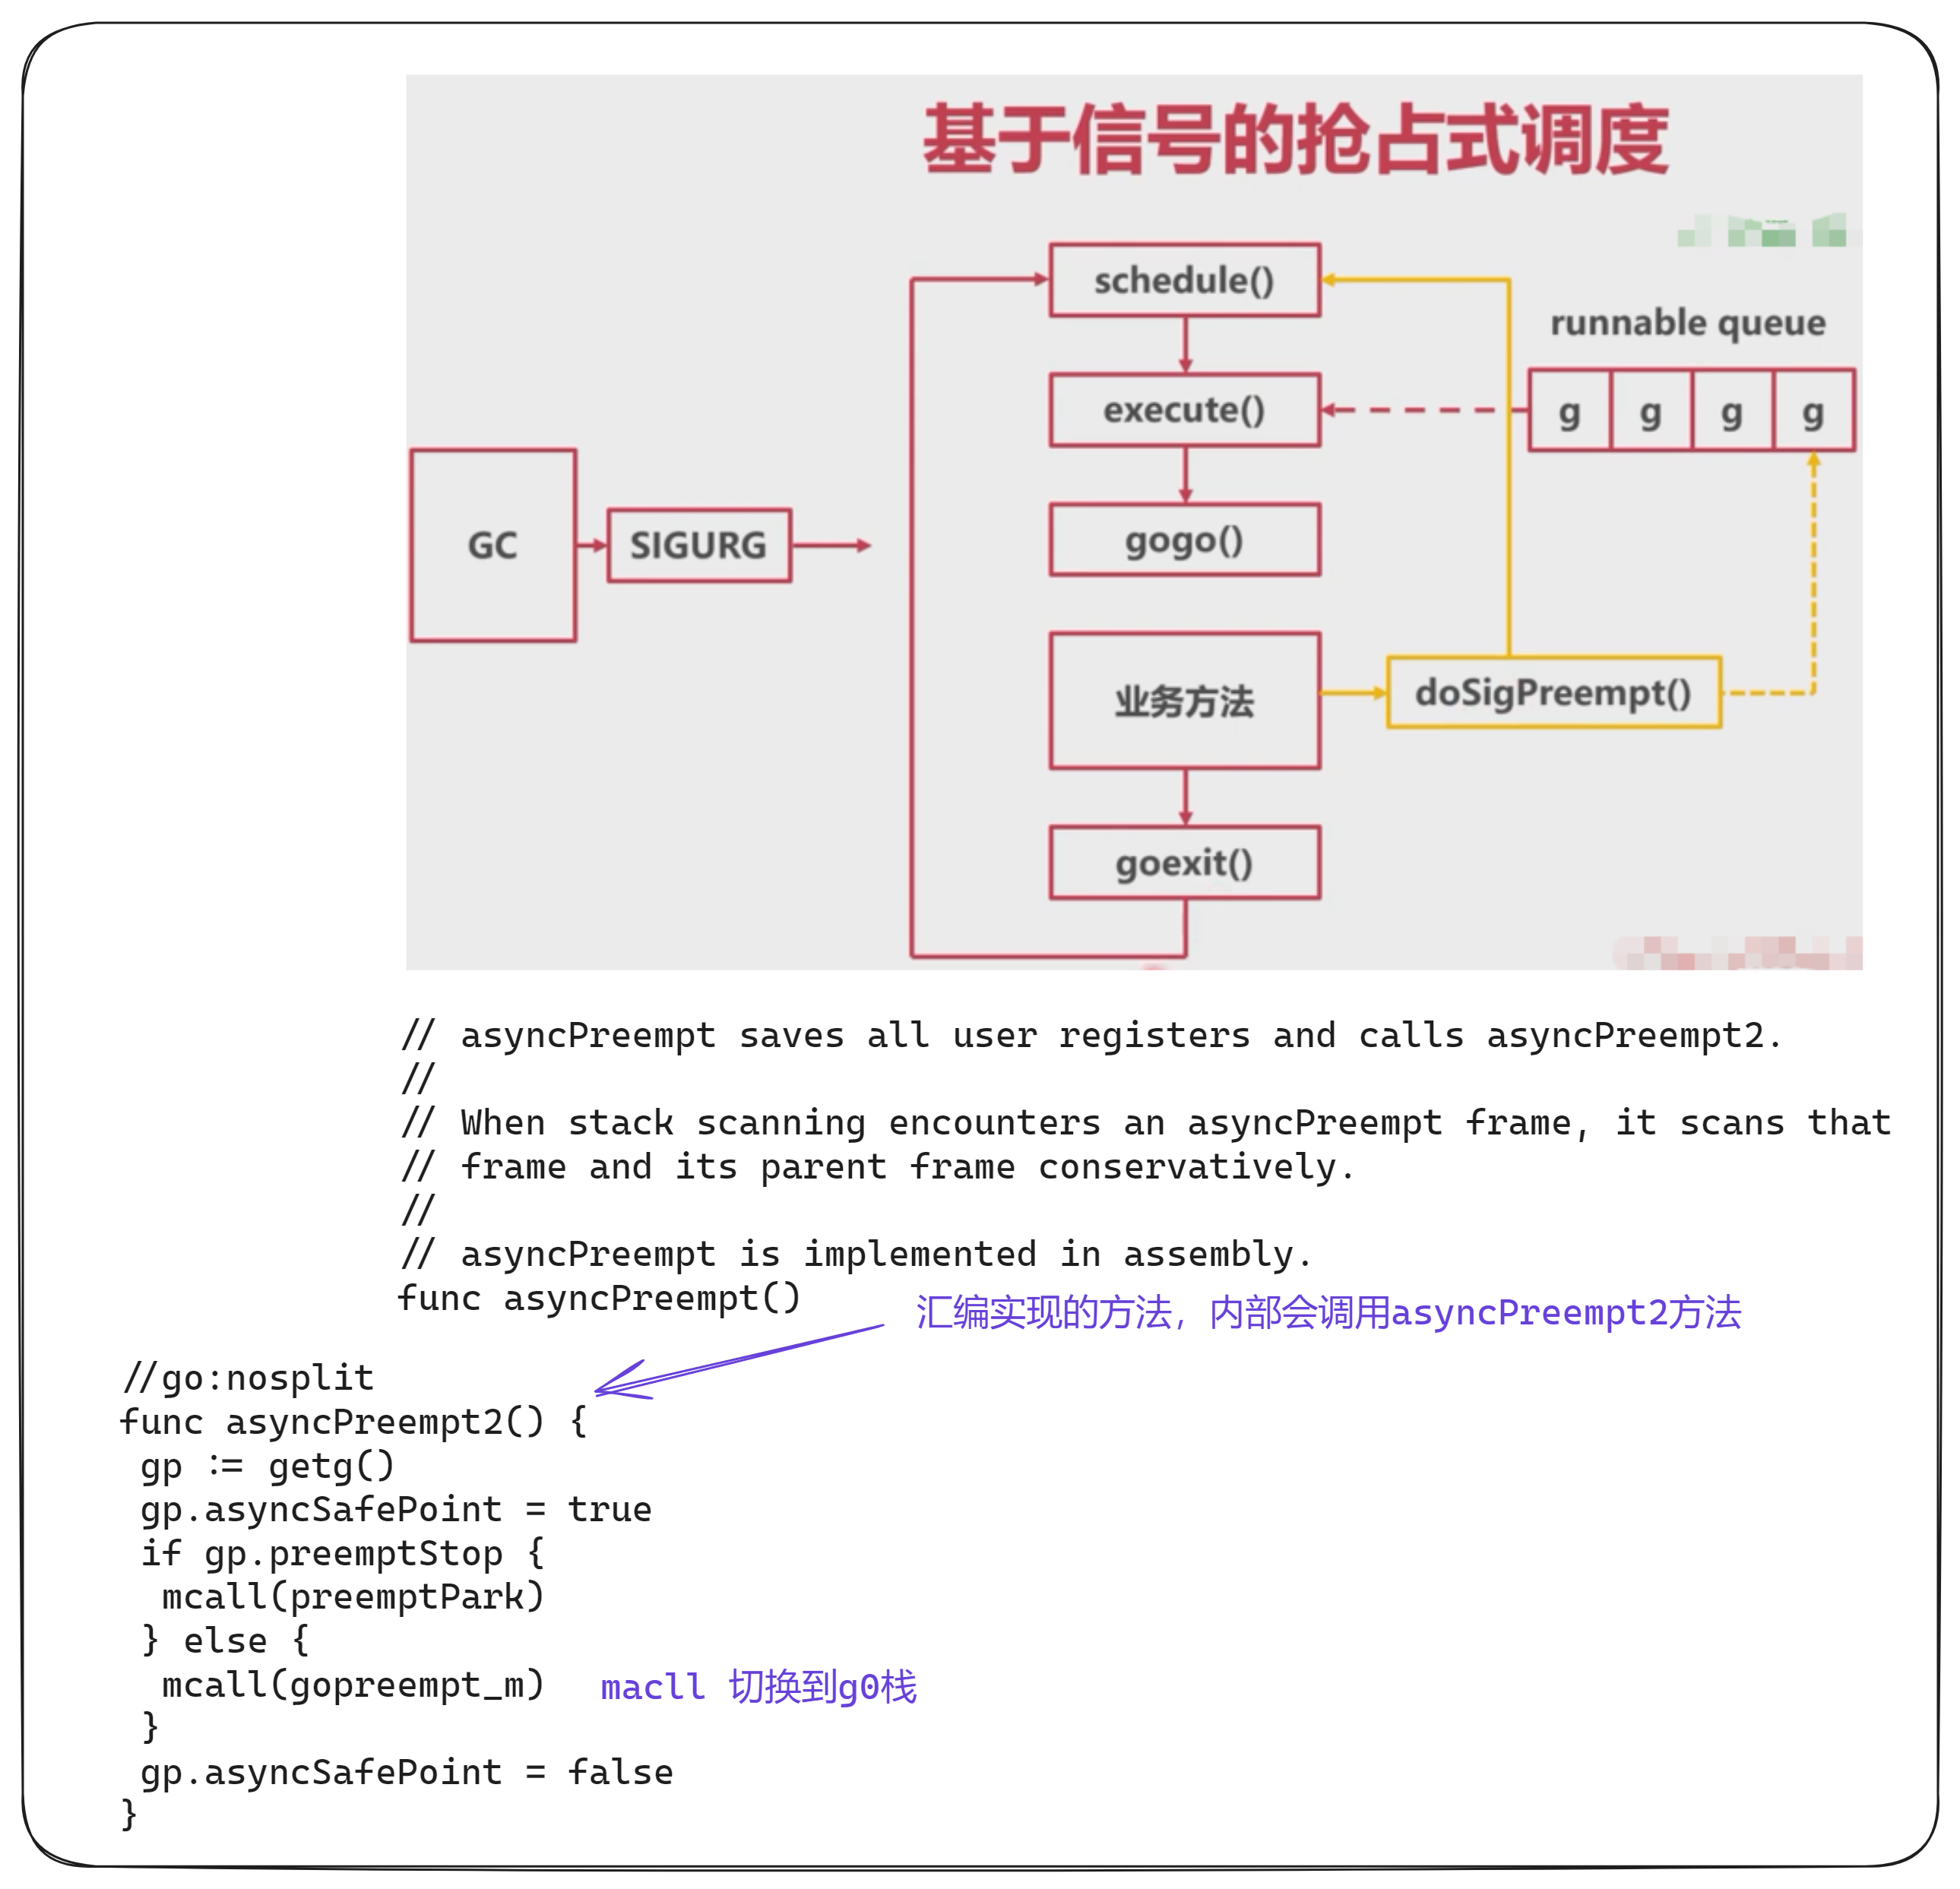 基于信号的抢占式调度
schedule()
runnable queue
execute()
g g g g
GC
SIGURG
gogo()
业务方法
doSigPreempt()
goexit()
// asyncPreempt saves all user registers and calls asyncPreempt2.
//
// When stack scanning encounters an asyncPreempt frame, it scans that
// frame and its parent frame conservatively.
//
// asyncPreempt is implemented in assembly.
func asyncPreempt()
汇编实现的方法，内部会调用asyncPreempt2方法
//go:nosplit
func asyncPreempt2() {
 gp := getg()
 gp.asyncSafePoint = true
 if gp.preemptStop {
  mcall(preemptPark)
 } else {
  mcall(gopreempt_m) macll 切换到g0栈
 }
 gp.asyncSafePoint = false
}